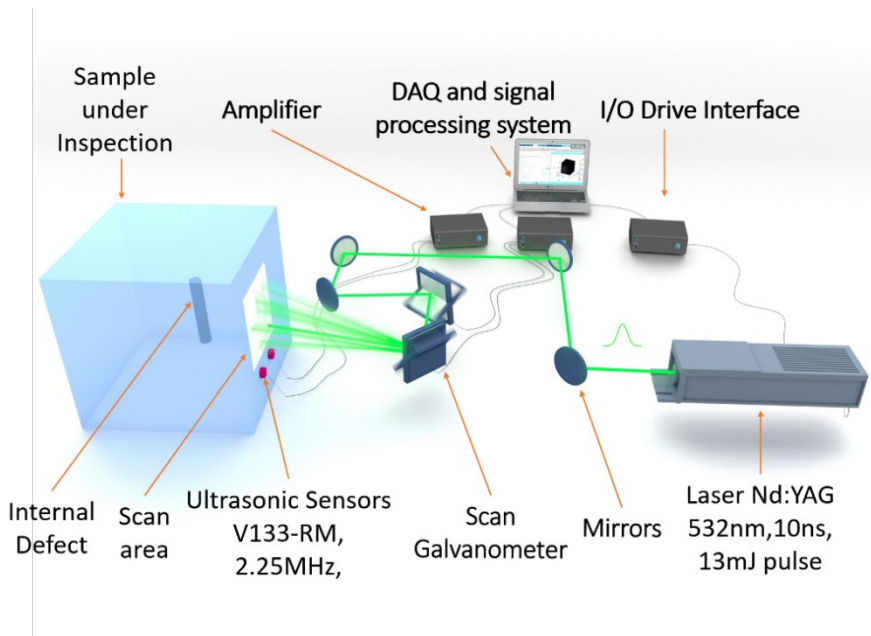 Sample
under
Inspection
Amplifier
DAQ and signal
processing system
I/O Drive Interface
Internal
Defect
Scan
area
Ultrasonic Sensors
V133-RM,
2.25MHz,
Scan
Galvanometer
Mirrors
Laser Nd:YAG
532nm,10ns,
13mJ pulse